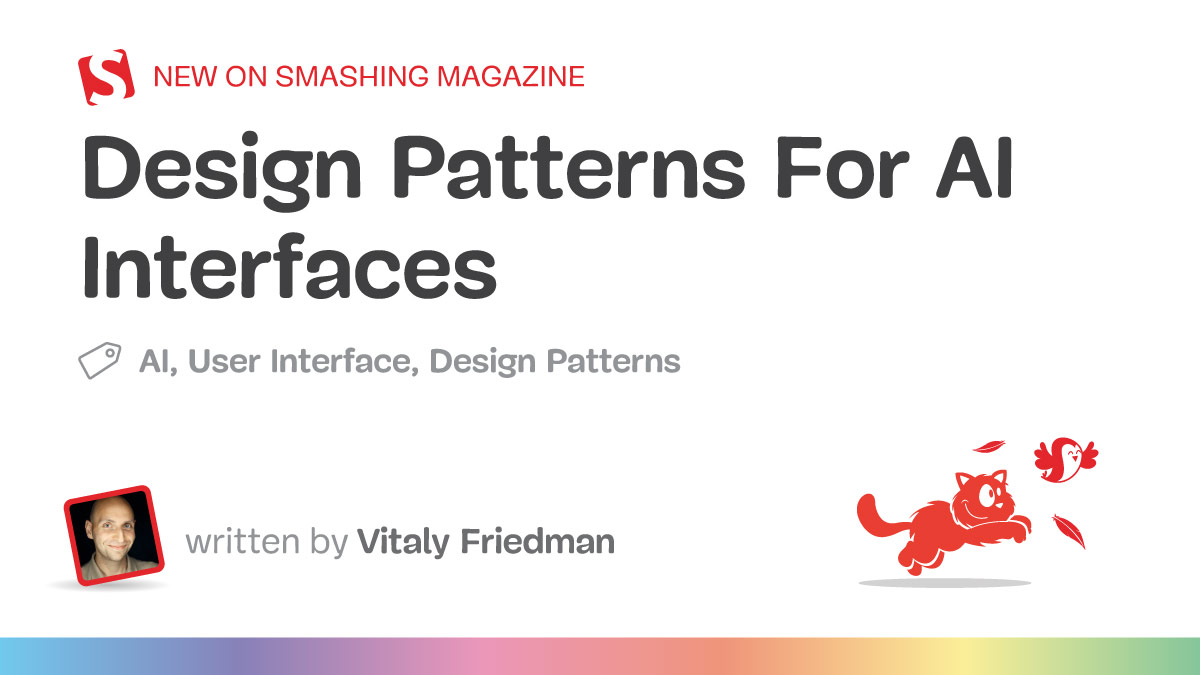 NEW ON SMASHING MAGAZINE
Design Patterns For AI
Interfaces
AI, User Interface, Design Patterns
written by Vitaly Friedman